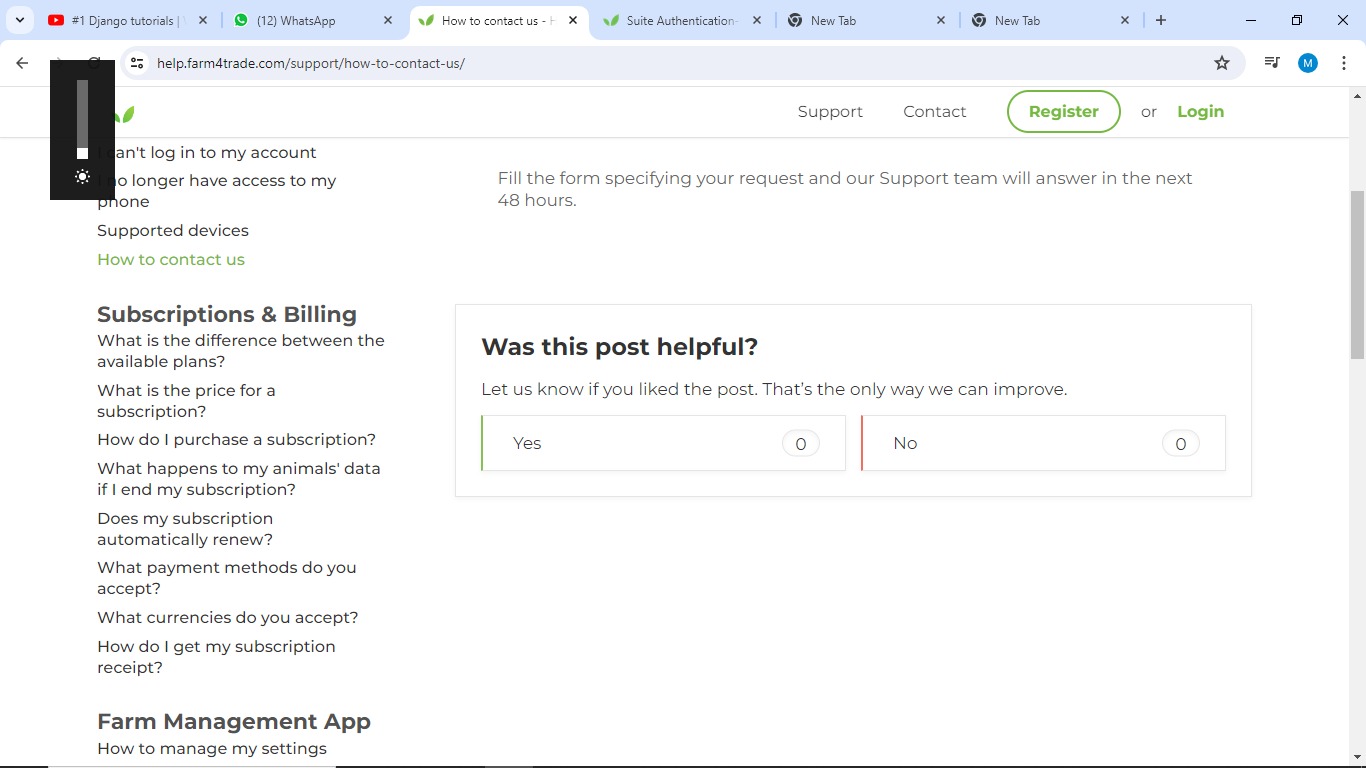 #1 Django tutorials |
(12) WhatsApp
How to contact us - H
Suite Authentication-
New Tab
New Tab
help.farm4trade.com/support/how-to-contact-us/
M
Support
Contact
Register
or
Login
can't log in to my account
no longer have access to my
phone
Supported devices
How to contact us
Subscriptions & Billing
What is the difference between the
available plans?
What is the price for a
subscription?
How do I purchase a subscription?
What happens to my animals' data
if I end my subscription?
Does my subscription
automatically renew?
What payment methods do you
accept?
What currencies do you accept?
How do I get my subscription
receipt?
Farm Management App
How to manage my settings
Fill the form specifying your request and our Support team will answer in the next
48 hours.
Was this post helpful?
Let us know if you liked the post. That’s the only way we can improve.
Yes
0
No
0